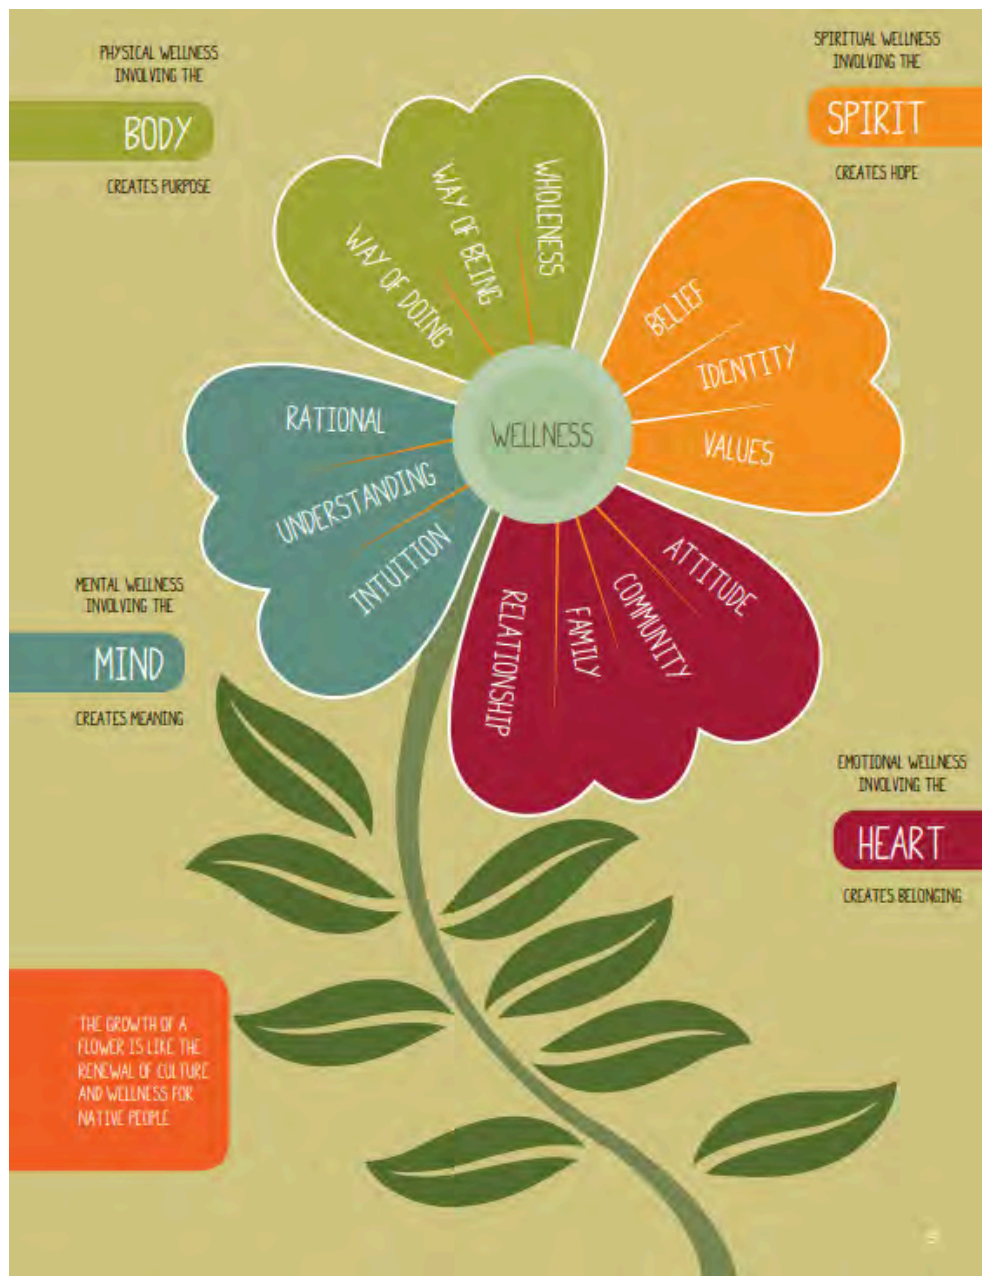 PHYSICAL WELLNESS
INVOLVING THE
BODY
CREATES PURPOSE
SPIRITUAL WELLNESS
INVOLVING THE
SPIRIT
CREATES HOPE
WAY OF DOING
WAY OF BEING
WHOLENESS
BELIEF
IDENTITY
VALUES
WELLNESS
RATIONAL
UNDERSTANDING
INTUITION
RELATIONSHIP
FAMILY
COMMUNITY
ATTITUDE
MENTAL WELLNESS
INVOLVING THE
MIND
CREATES MEANING
EMOTIONAL WELLNESS
INVOLVING THE
HEART
CREATES BELONGING
THE GROWTH OF A
FLOWER IS LIKE THE
RENEWAL OF CULTURE
AND WELLNESS FOR
NATIVE PEOPLE